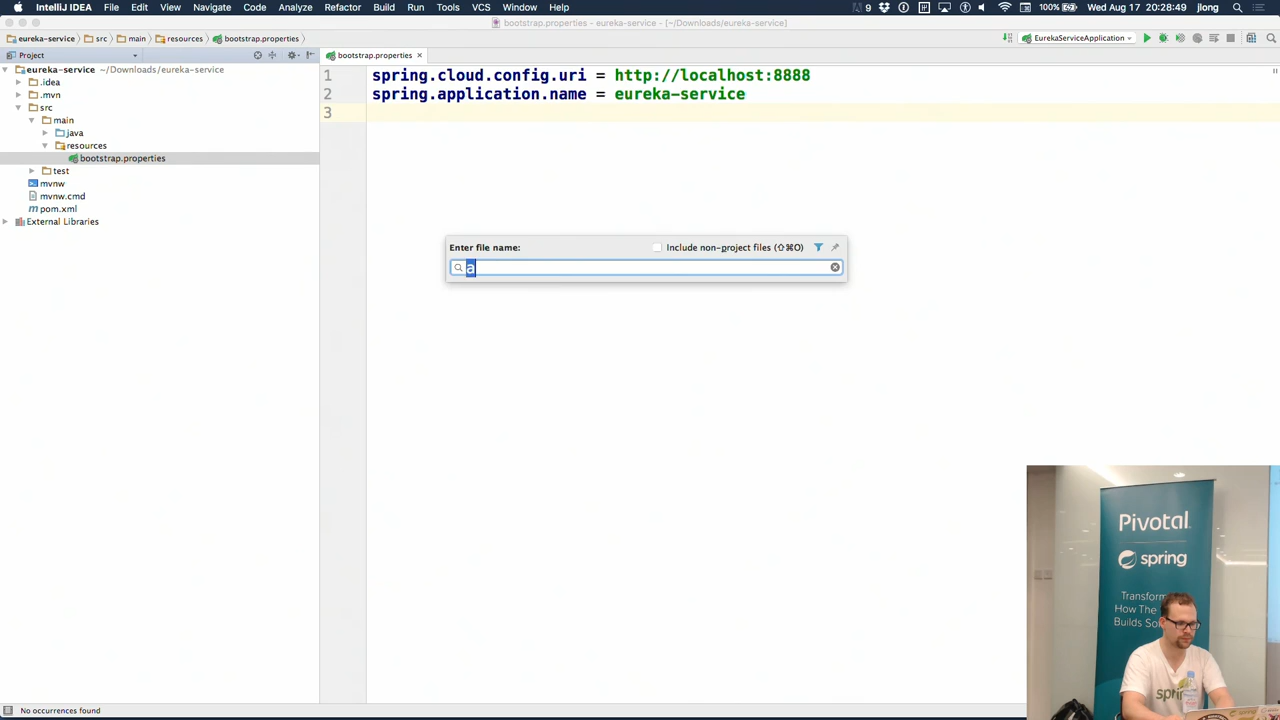 IntelliJ IDEA File Edit View Navigate Code Analyze Refactor Build Run Tools VCS Window Help 9 100% Wed Aug 17 20:28:49 jlong
bootstrap.properties - eureka-service - [~/Downloads/eureka-service]
eureka-service src main resources bootstrap.properties EurekaServiceApplication
Project bootstrap.properties
eureka-service ~/Downloads/eureka-service
.idea
.mvn
src
main
java
resources
bootstrap.properties
test
mvnw
mvnw.cmd
pom.xml
External Libraries
1 spring.cloud.config.uri = http://localhost:8888
2 spring.application.name = eureka-service
3
Enter file name: Include non-project files (⇧⌘O)
a
Pivotal
spring
Transform
How The
Builds So
spring
No occurrences found